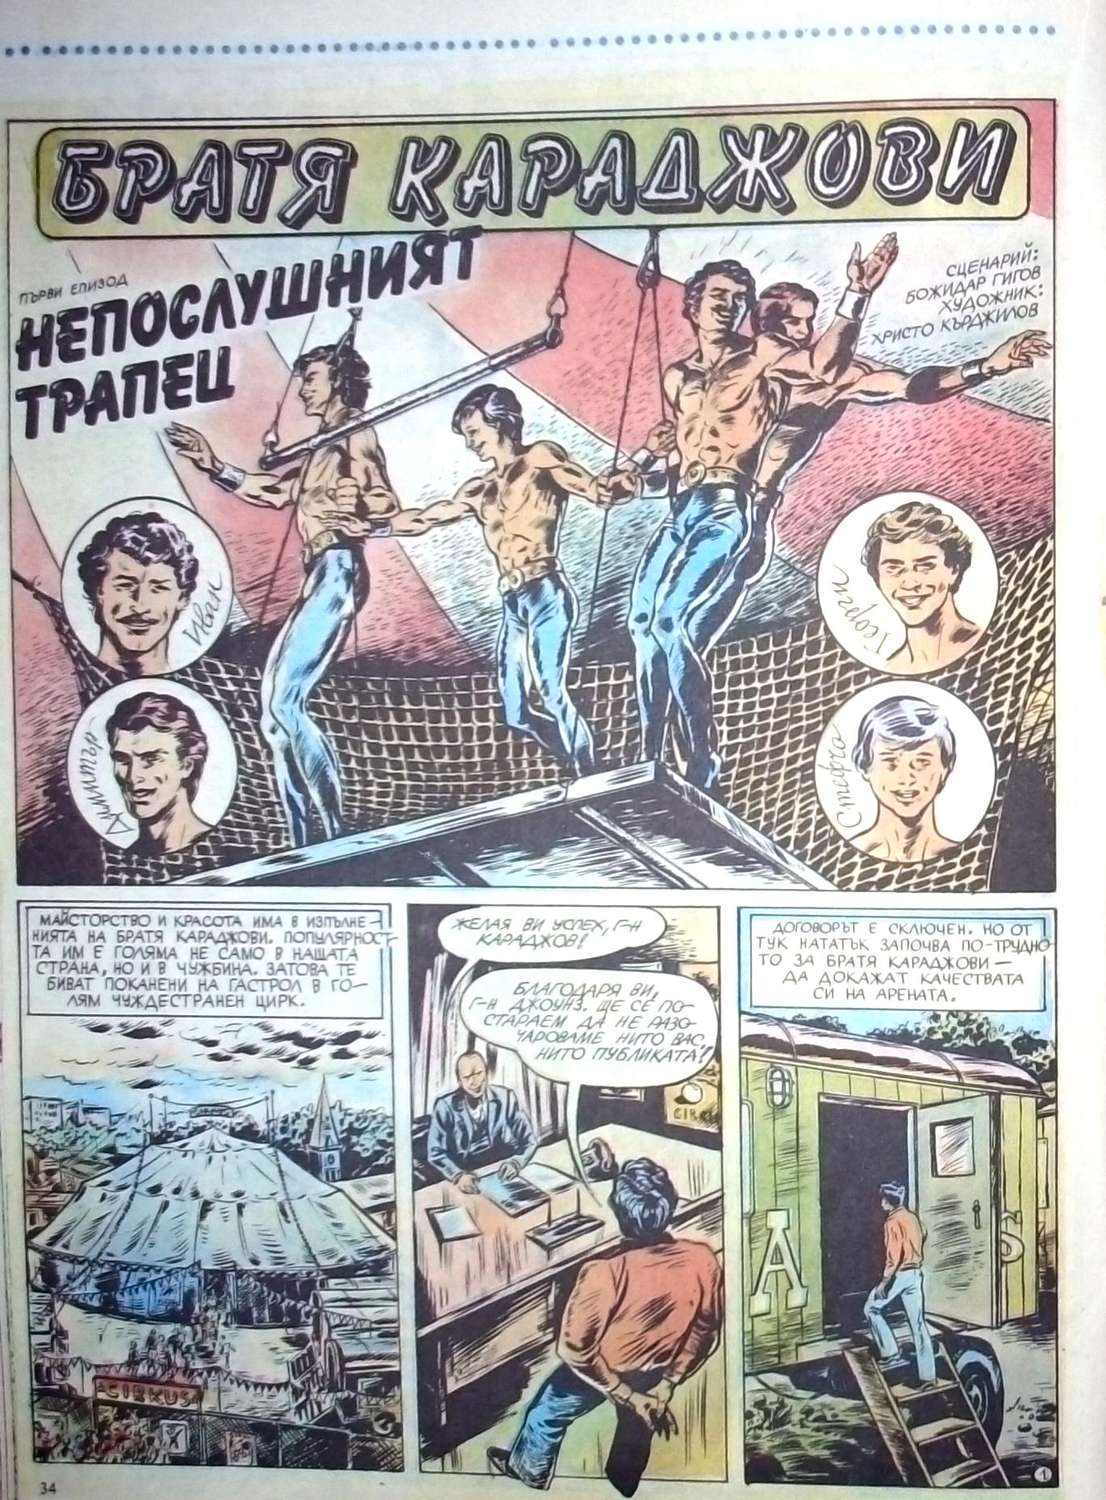 БРАТЯ КАРАДЖОВИ
ПЪРВИ ЕПИЗОД
НЕПОСЛУШНИЯТ
ТРАПЕЦ
СЦЕНАРИЙ:
БОЖИДАР ГИГОВ
ХУДОЖНИК:
ХРИСТО КЪРДЖИЛОВ
Иван
Георги
Димитър
Стефчо
МАЙСТОРСТВО И КРАСОТА ИМА В ИЗПЪЛНЕ-
НИЯТА НА БРАТЯ КАРАДЖОВИ. ПОПУЛЯРНОС-
ТА ИМ Е ГОЛЯМА НЕ САМО В НАШАТА
СТРАНА, НО И В ЧУЖБИНА. ЗАТОВА ТЕ
БИВАТ ПОКАНЕНИ НА ГАСТРОЛ В ГО-
ЛЯМ ЧУЖДЕСТРАНЕН ЦИРК.
CIRKUS
CIRKUS
ЖЕЛАЯ ВИ УСПЕХ, Г-Н
КАРАДЖОВ!
БЛАГОДАРЯ ВИ,
Г-Н ДЖОУНЗ. ЩЕ СЕ ПО-
СТАРАЕМ ДА НЕ РАЗО-
ЧАРОВАМЕ НИТО ВАС,
НИТО ПУБЛИКАТА!
CIR
ДОГОВОРЪТ Е СКЛЮЧЕН. НО ОТ
ТУК НАТАТЪК ЗАПОЧВА ПО-ТРУДНО-
ТО ЗА БРАТЯ КАРАДЖОВИ —
ДА ДОКАЖАТ КАЧЕСТВАТА
СИ НА АРЕНАТА.
A S
1
34